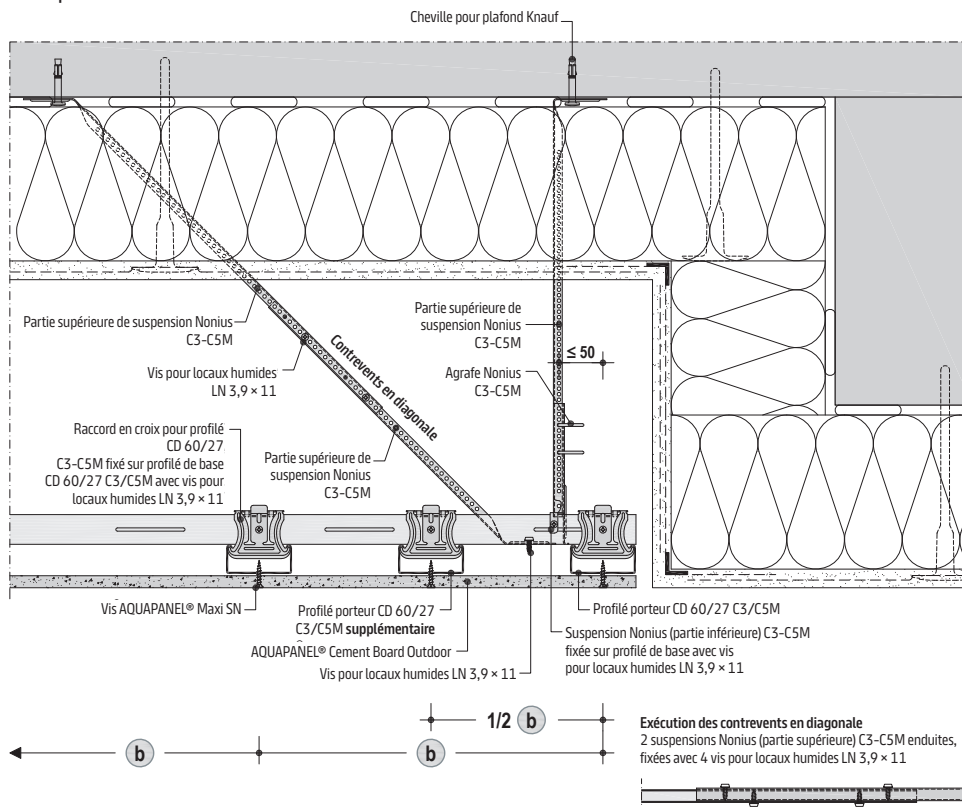 Cheville pour plafond Knauf
Partie supérieure de suspension Nonius
C3-C5M
Vis pour locaux humides
LN 3,9 × 11
Contrevents en diagonale
Partie supérieure de
suspension Nonius
C3-C5M
≤ 50
Agrafe Nonius
C3-C5M
Raccord en croix pour profilé
CD 60/27
C3-C5M fixé sur profilé de base
CD 60/27 C3/C5M avec vis pour
locaux humides LN 3,9 × 11
Partie supérieure de
suspension Nonius
C3-C5M
Vis AQUAPANEL® Maxi SN
Profilé porteur CD 60/27
C3/C5M supplémentaire
AQUAPANEL® Cement Board Outdoor
Vis pour locaux humides LN 3,9 × 11
Profilé porteur CD 60/27 C3/C5M
Suspension Nonius (partie inférieure) C3-C5M
fixée sur profilé de base avec vis
pour locaux humides LN 3,9 × 11
1/2 b
b
b
Exécution des contrevents en diagonale
2 suspensions Nonius (partie supérieure) C3-C5M enduites,
fixées avec 4 vis pour locaux humides LN 3,9 × 11